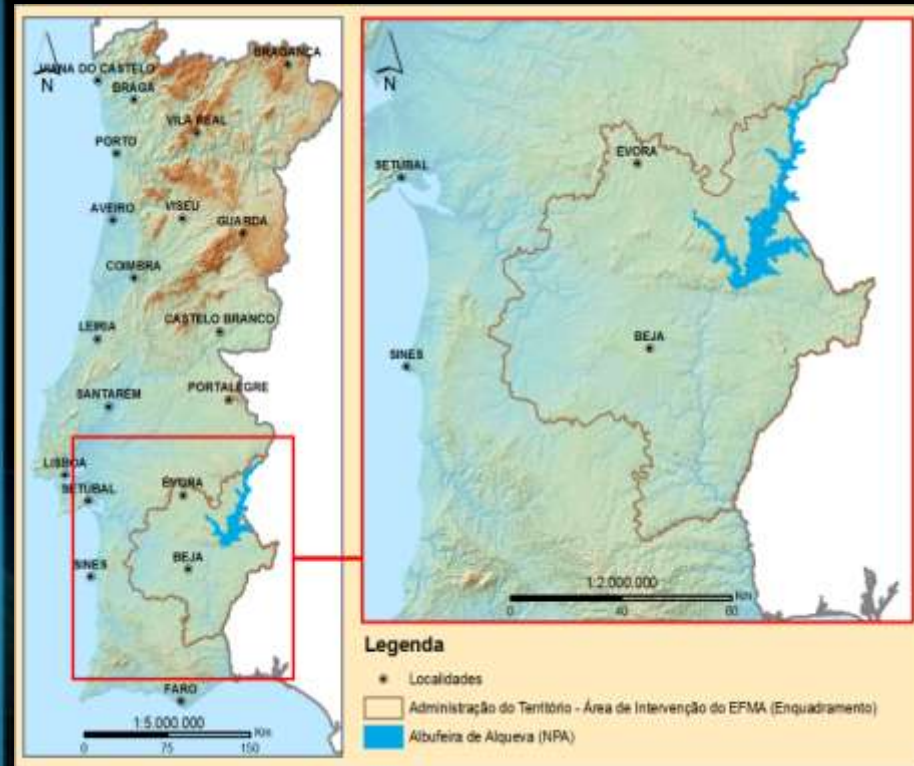 N
VIANA DO CASTELO
BRAGANÇA
BRAGA
VILA REAL
PORTO
AVEIRO
VISEU
GUARDA
COIMBRA
CASTELO BRANCO
LEIRIA
SANTARÉM
PORTALEGRE
LISBOA
SETÚBAL
ÉVORA
BEJA
SINES
FARO
1:5.000.000
Km
0 75 150
N
ÉVORA
SETÚBAL
BEJA
SINES
1:2.000.000
Km
0 40 80
Legenda
Localidades
Administração do Território - Área de Intervenção do EFMA (Enquadramento)
Albufeira de Alqueva (NPA)